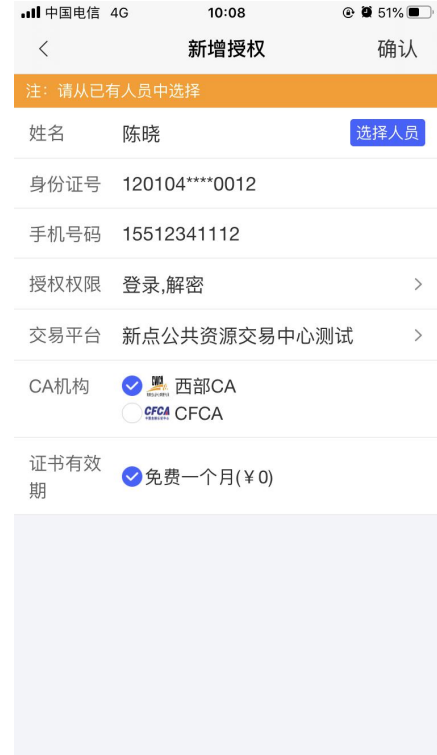 中国电信 4G 10:08 51%
新增授权 确认
注：请从已有人员中选择
姓名 陈晓 选择人员
身份证号 120104****0012
手机号码 15512341112
授权权限 登录,解密
交易平台 新点公共资源交易中心测试
CA机构 西部CA
CFCA CFCA
证书有效
期
免费一个月(￥0)